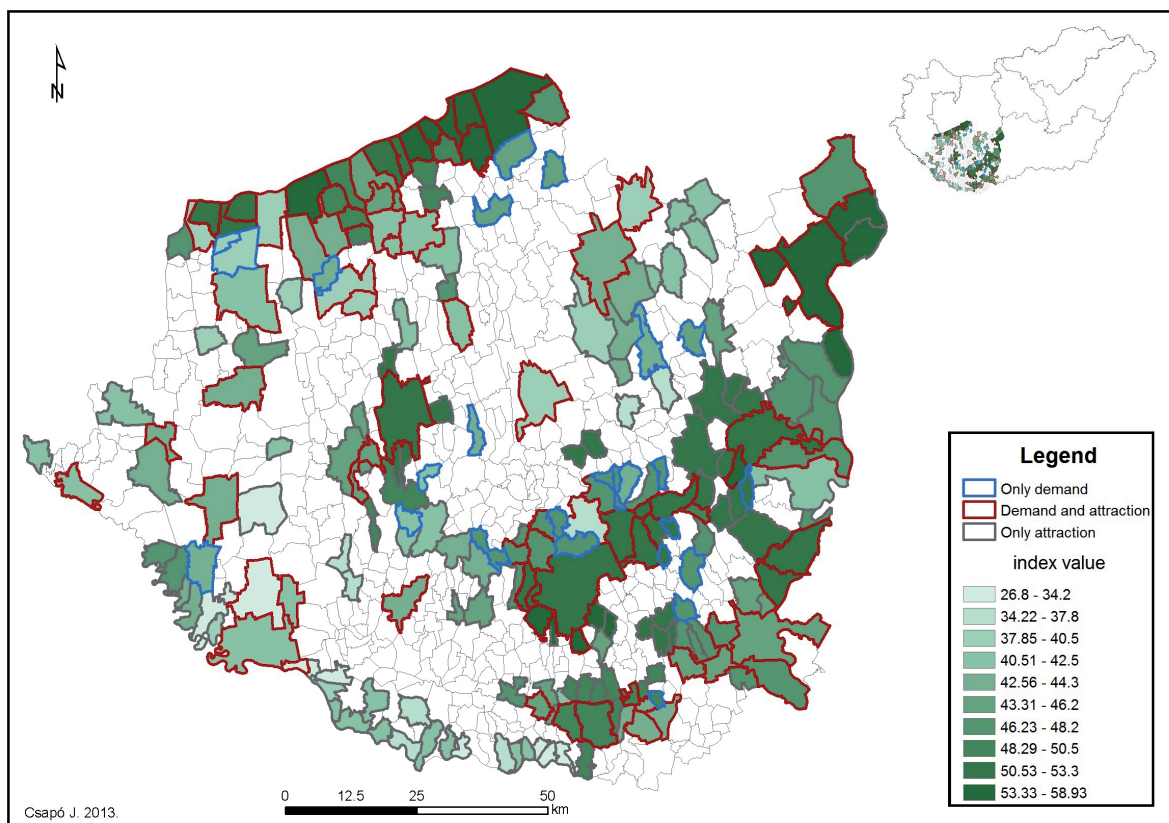 N
Legend
Only demand
Demand and attraction
Only attraction
index value
26.8 - 34.2
34.22 - 37.8
37.85 - 40.5
40.51 - 42.5
42.56 - 44.3
43.31 - 46.2
46.23 - 48.2
48.29 - 50.5
50.53 - 53.3
53.33 - 58.93
0 12.5 25 50
km
Csapó J. 2013.